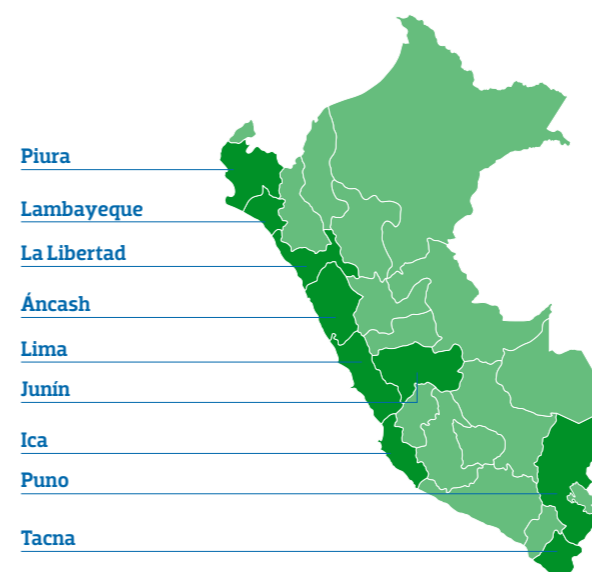 Piura
Lambayeque
La Libertad
Áncash
Lima
Junín
Ica
Puno
Tacna